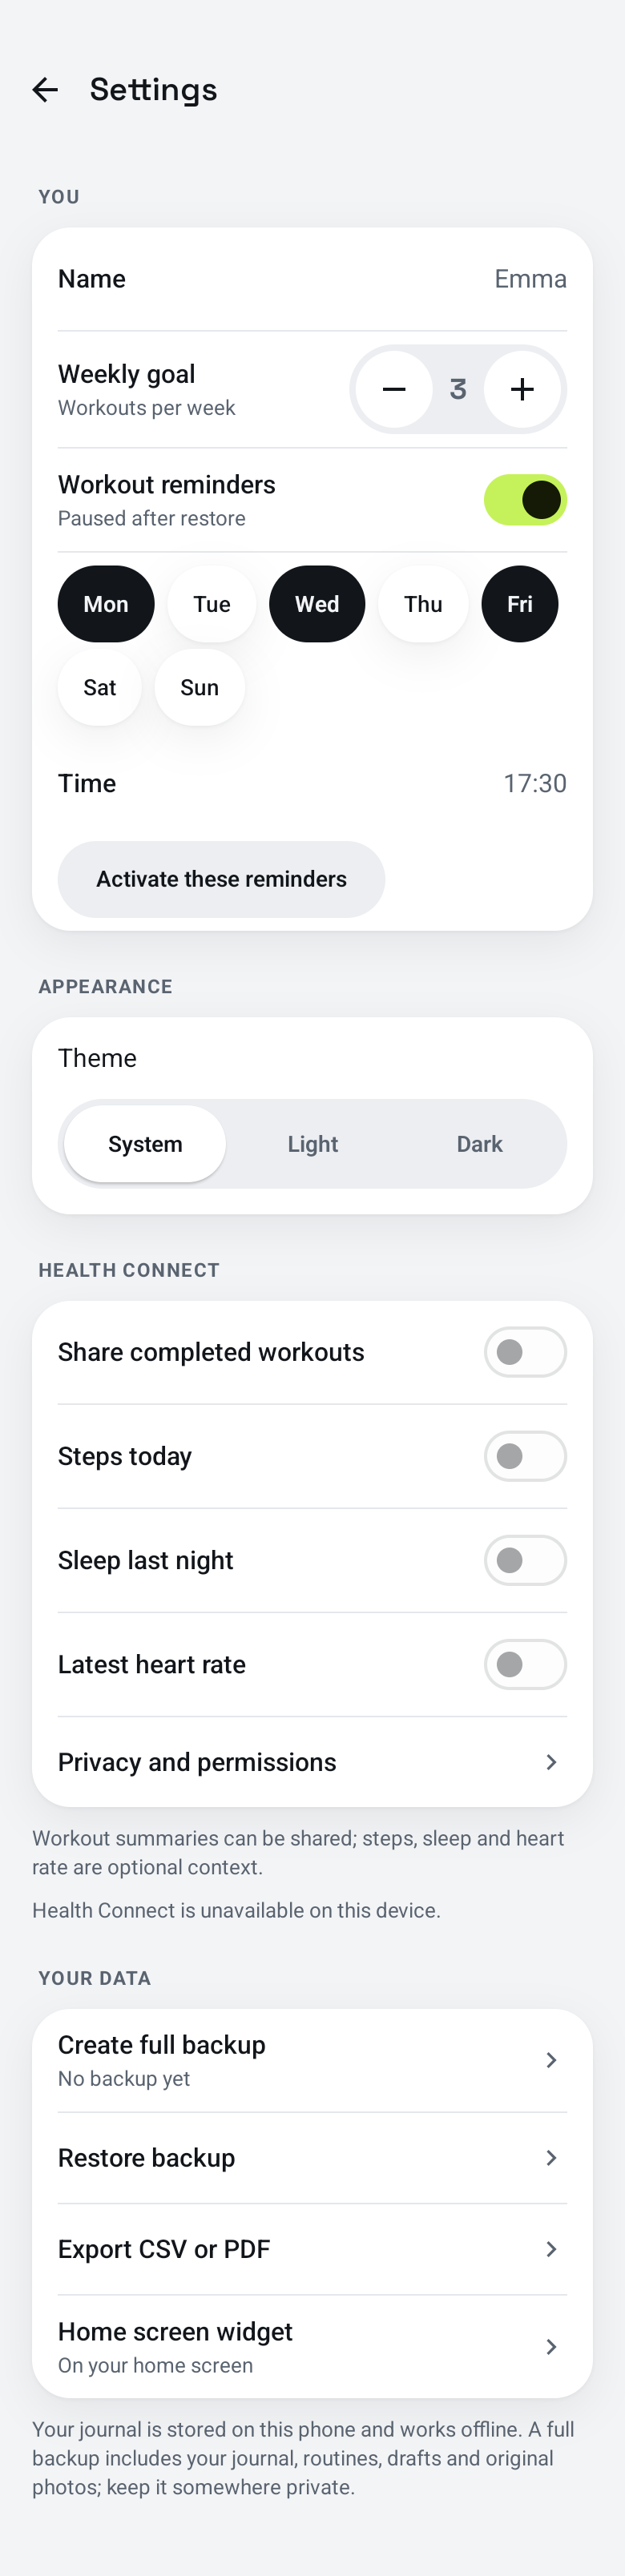 Settings
YOU
Name
Emma
Weekly goal
Workouts per week
3
Workout reminders
Paused after restore
Mon Tue Wed Thu Fri
Sat Sun
Time
17:30
Activate these reminders
APPEARANCE
Theme
System Light Dark
HEALTH CONNECT
Share completed workouts
Steps today
Sleep last night
Latest heart rate
Privacy and permissions
Workout summaries can be shared; steps, sleep and heart
rate are optional context.
Health Connect is unavailable on this device.
YOUR DATA
Create full backup
No backup yet
Restore backup
Export CSV or PDF
Home screen widget
On your home screen
Your journal is stored on this phone and works offline. A full
backup includes your journal, routines, drafts and original
photos; keep it somewhere private.